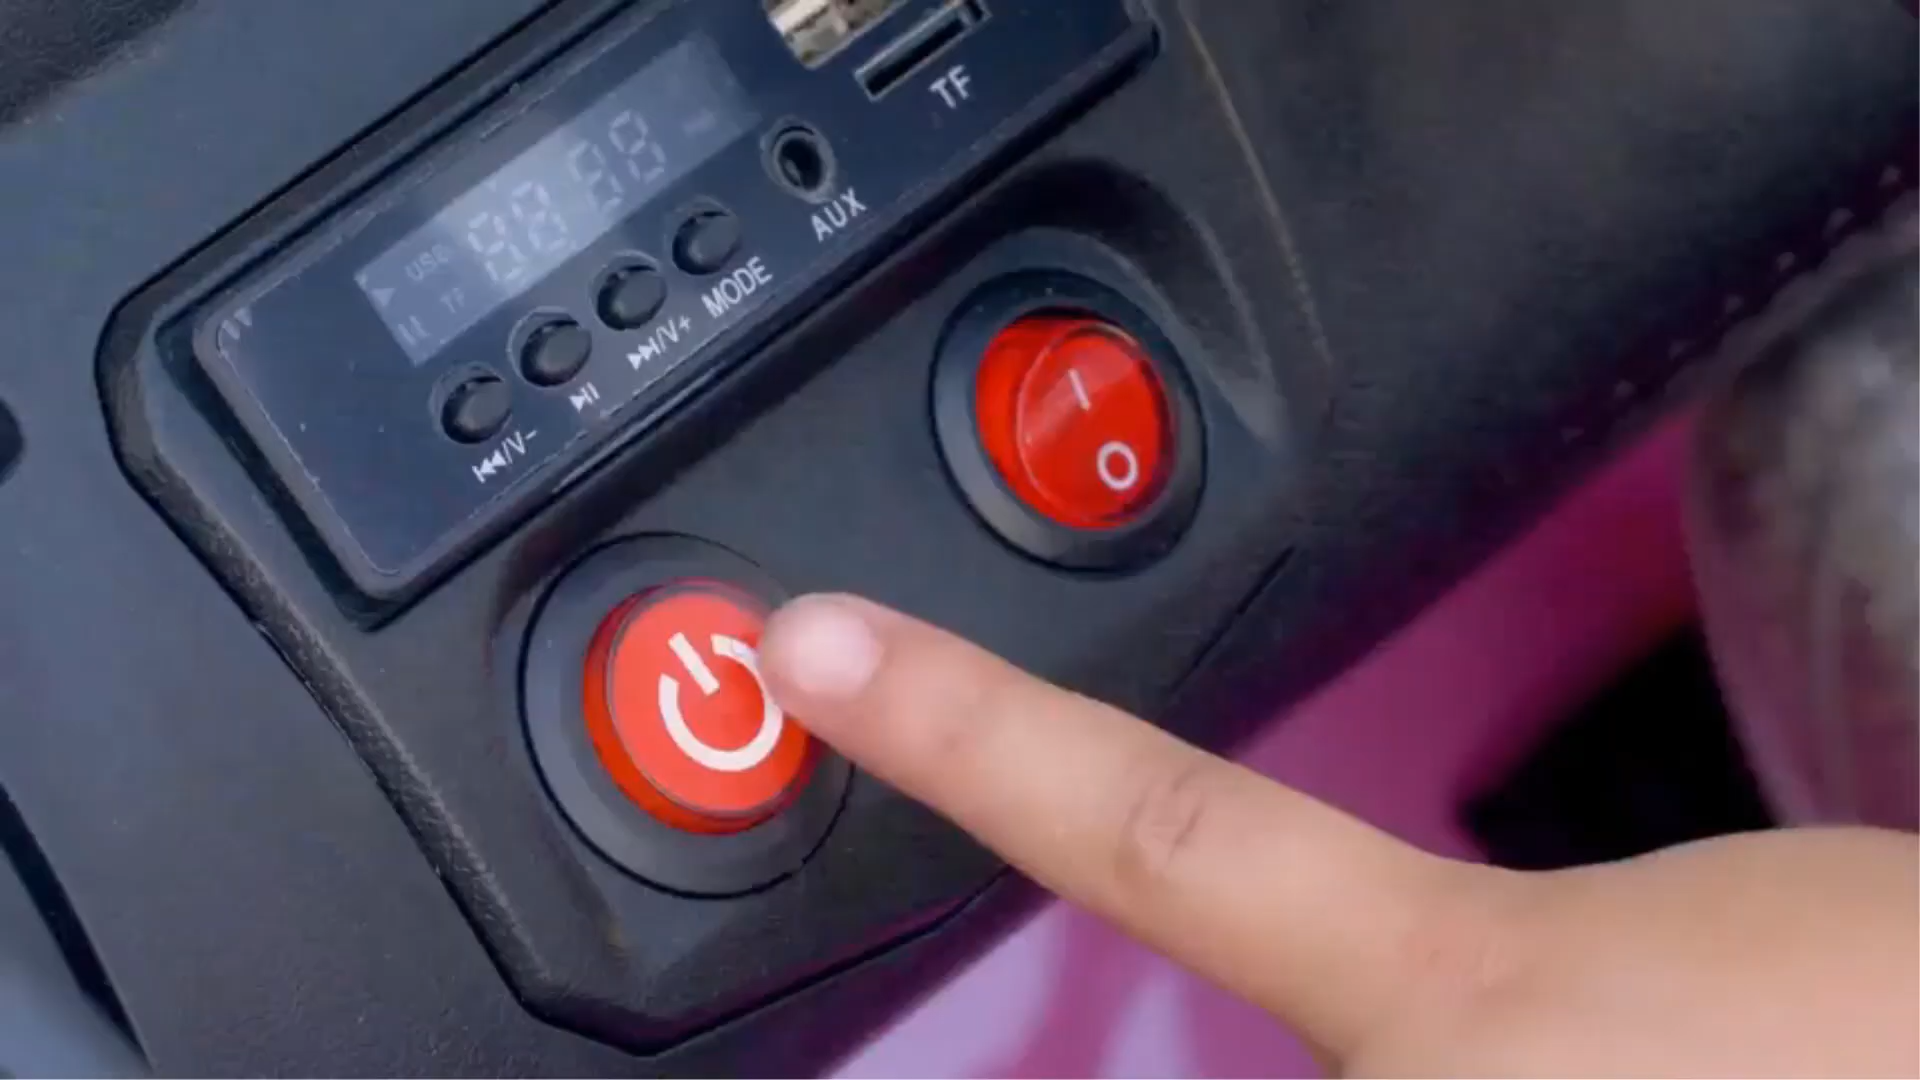 TF
USB
TF
AUX
MODE
⏭/V+
⏯
⏮/V-
I
O